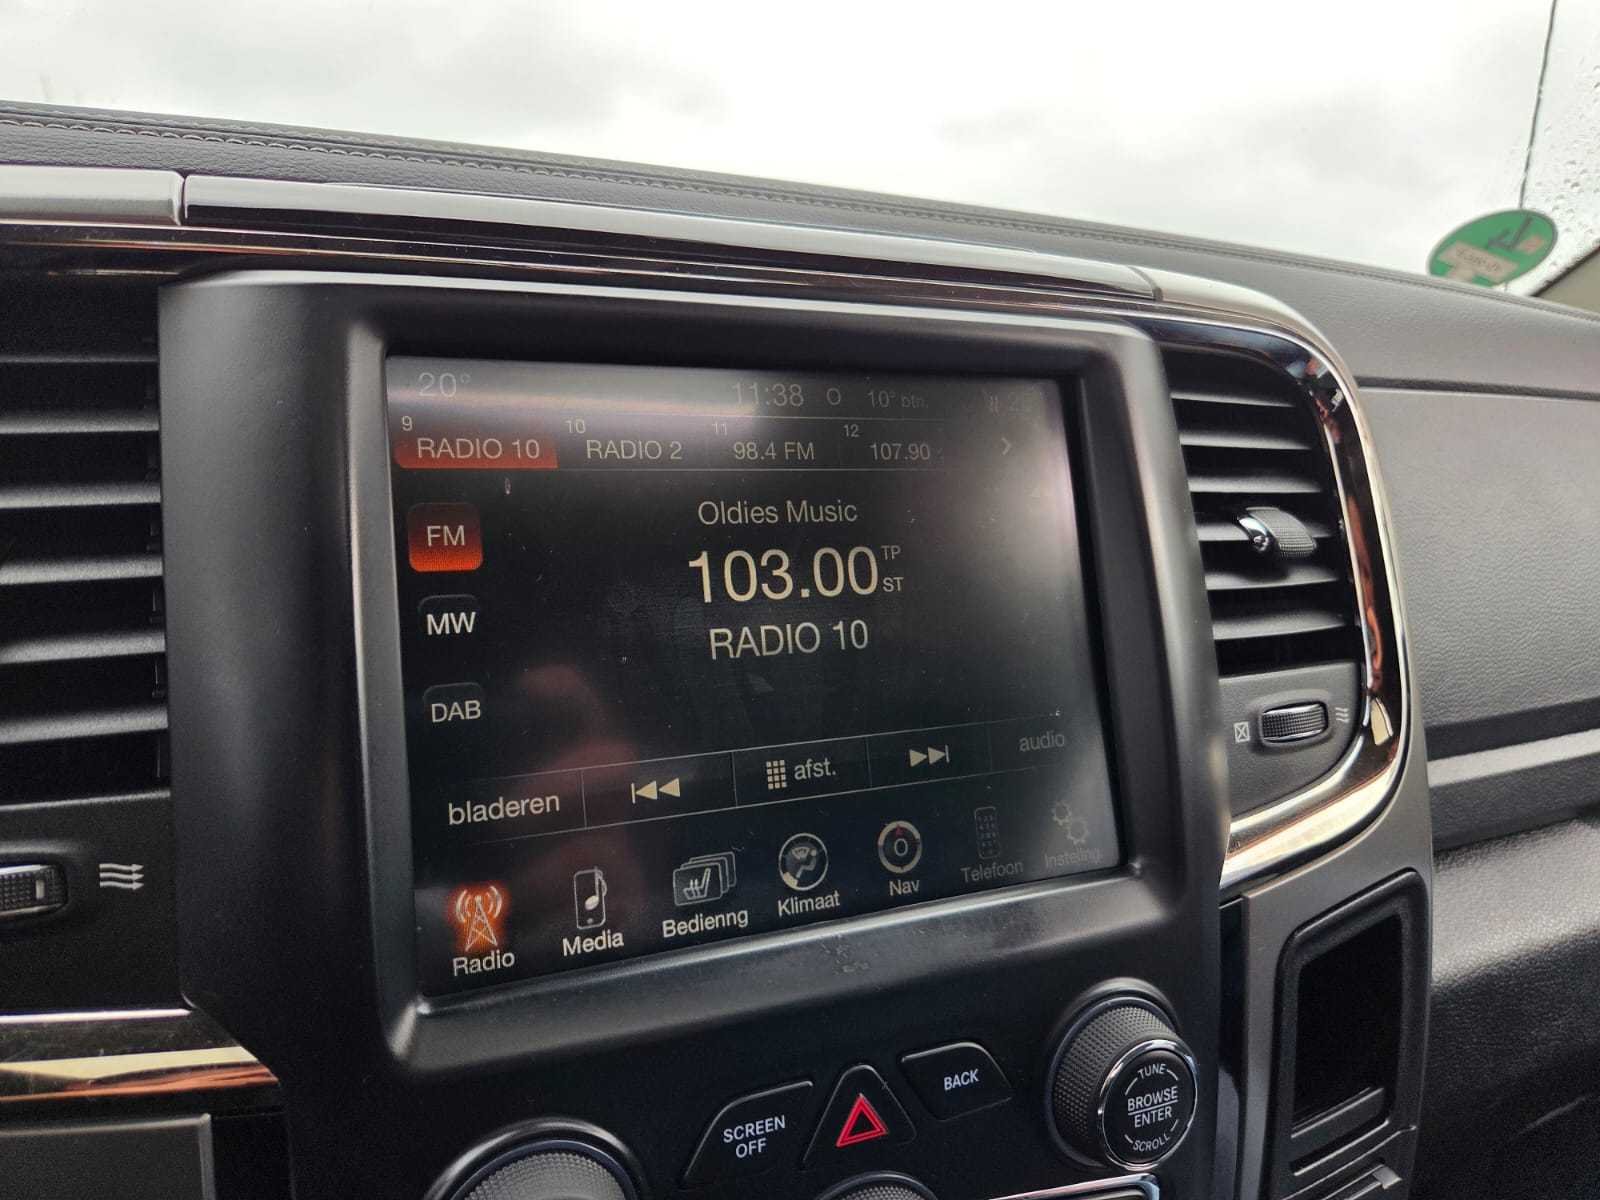 20° 11:38 O 10° btn.
9 10 11 12
RADIO 10 RADIO 2 98.4 FM 107.90
Oldies Music
FM
103.00 TP ST
MW
RADIO 10
DAB
bladeren afst. audio
Radio Media Bedienng Klimaat Nav Telefoon Insteling
SCREEN OFF
BACK
TUNE
BROWSE
ENTER
SCROLL